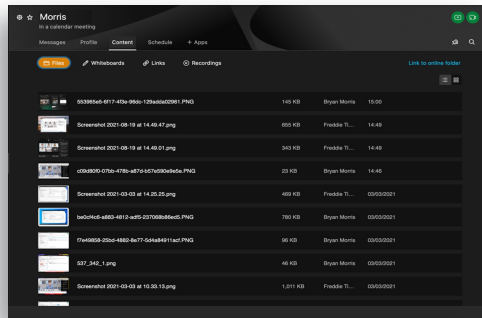 Morris
In a calendar meeting
Messages Profile Content Schedule + Apps
Files Whiteboards Links Recordings Link to online folder
553965e5-6f17-4f3e-96dc-129adda02961.PNG 145 KB Bryan Morris 15:00
Screenshot 2021-08-19 at 14.49.47.png 655 KB Freddie Ti... 14:49
Screenshot 2021-08-19 at 14.49.01.png 343 KB Freddie Ti... 14:49
c09d80f0-07bb-478b-a87d-b57e590e9e5e.PNG 23 KB Bryan Morris 14:46
Screenshot 2021-03-03 at 14.25.25.png 469 KB Freddie Ti... 03/03/2021
be0cf4c6-a883-4812-adf5-237068b86ed5.PNG 780 KB Bryan Morris 03/03/2021
f7e49858-25bd-4882-8e77-5d4a84911acf.PNG 96 KB Bryan Morris 03/03/2021
537_342_1.png 46 KB Bryan Morris 03/03/2021
Screenshot 2021-03-03 at 10.33.13.png 1,011 KB Freddie Ti... 03/03/2021